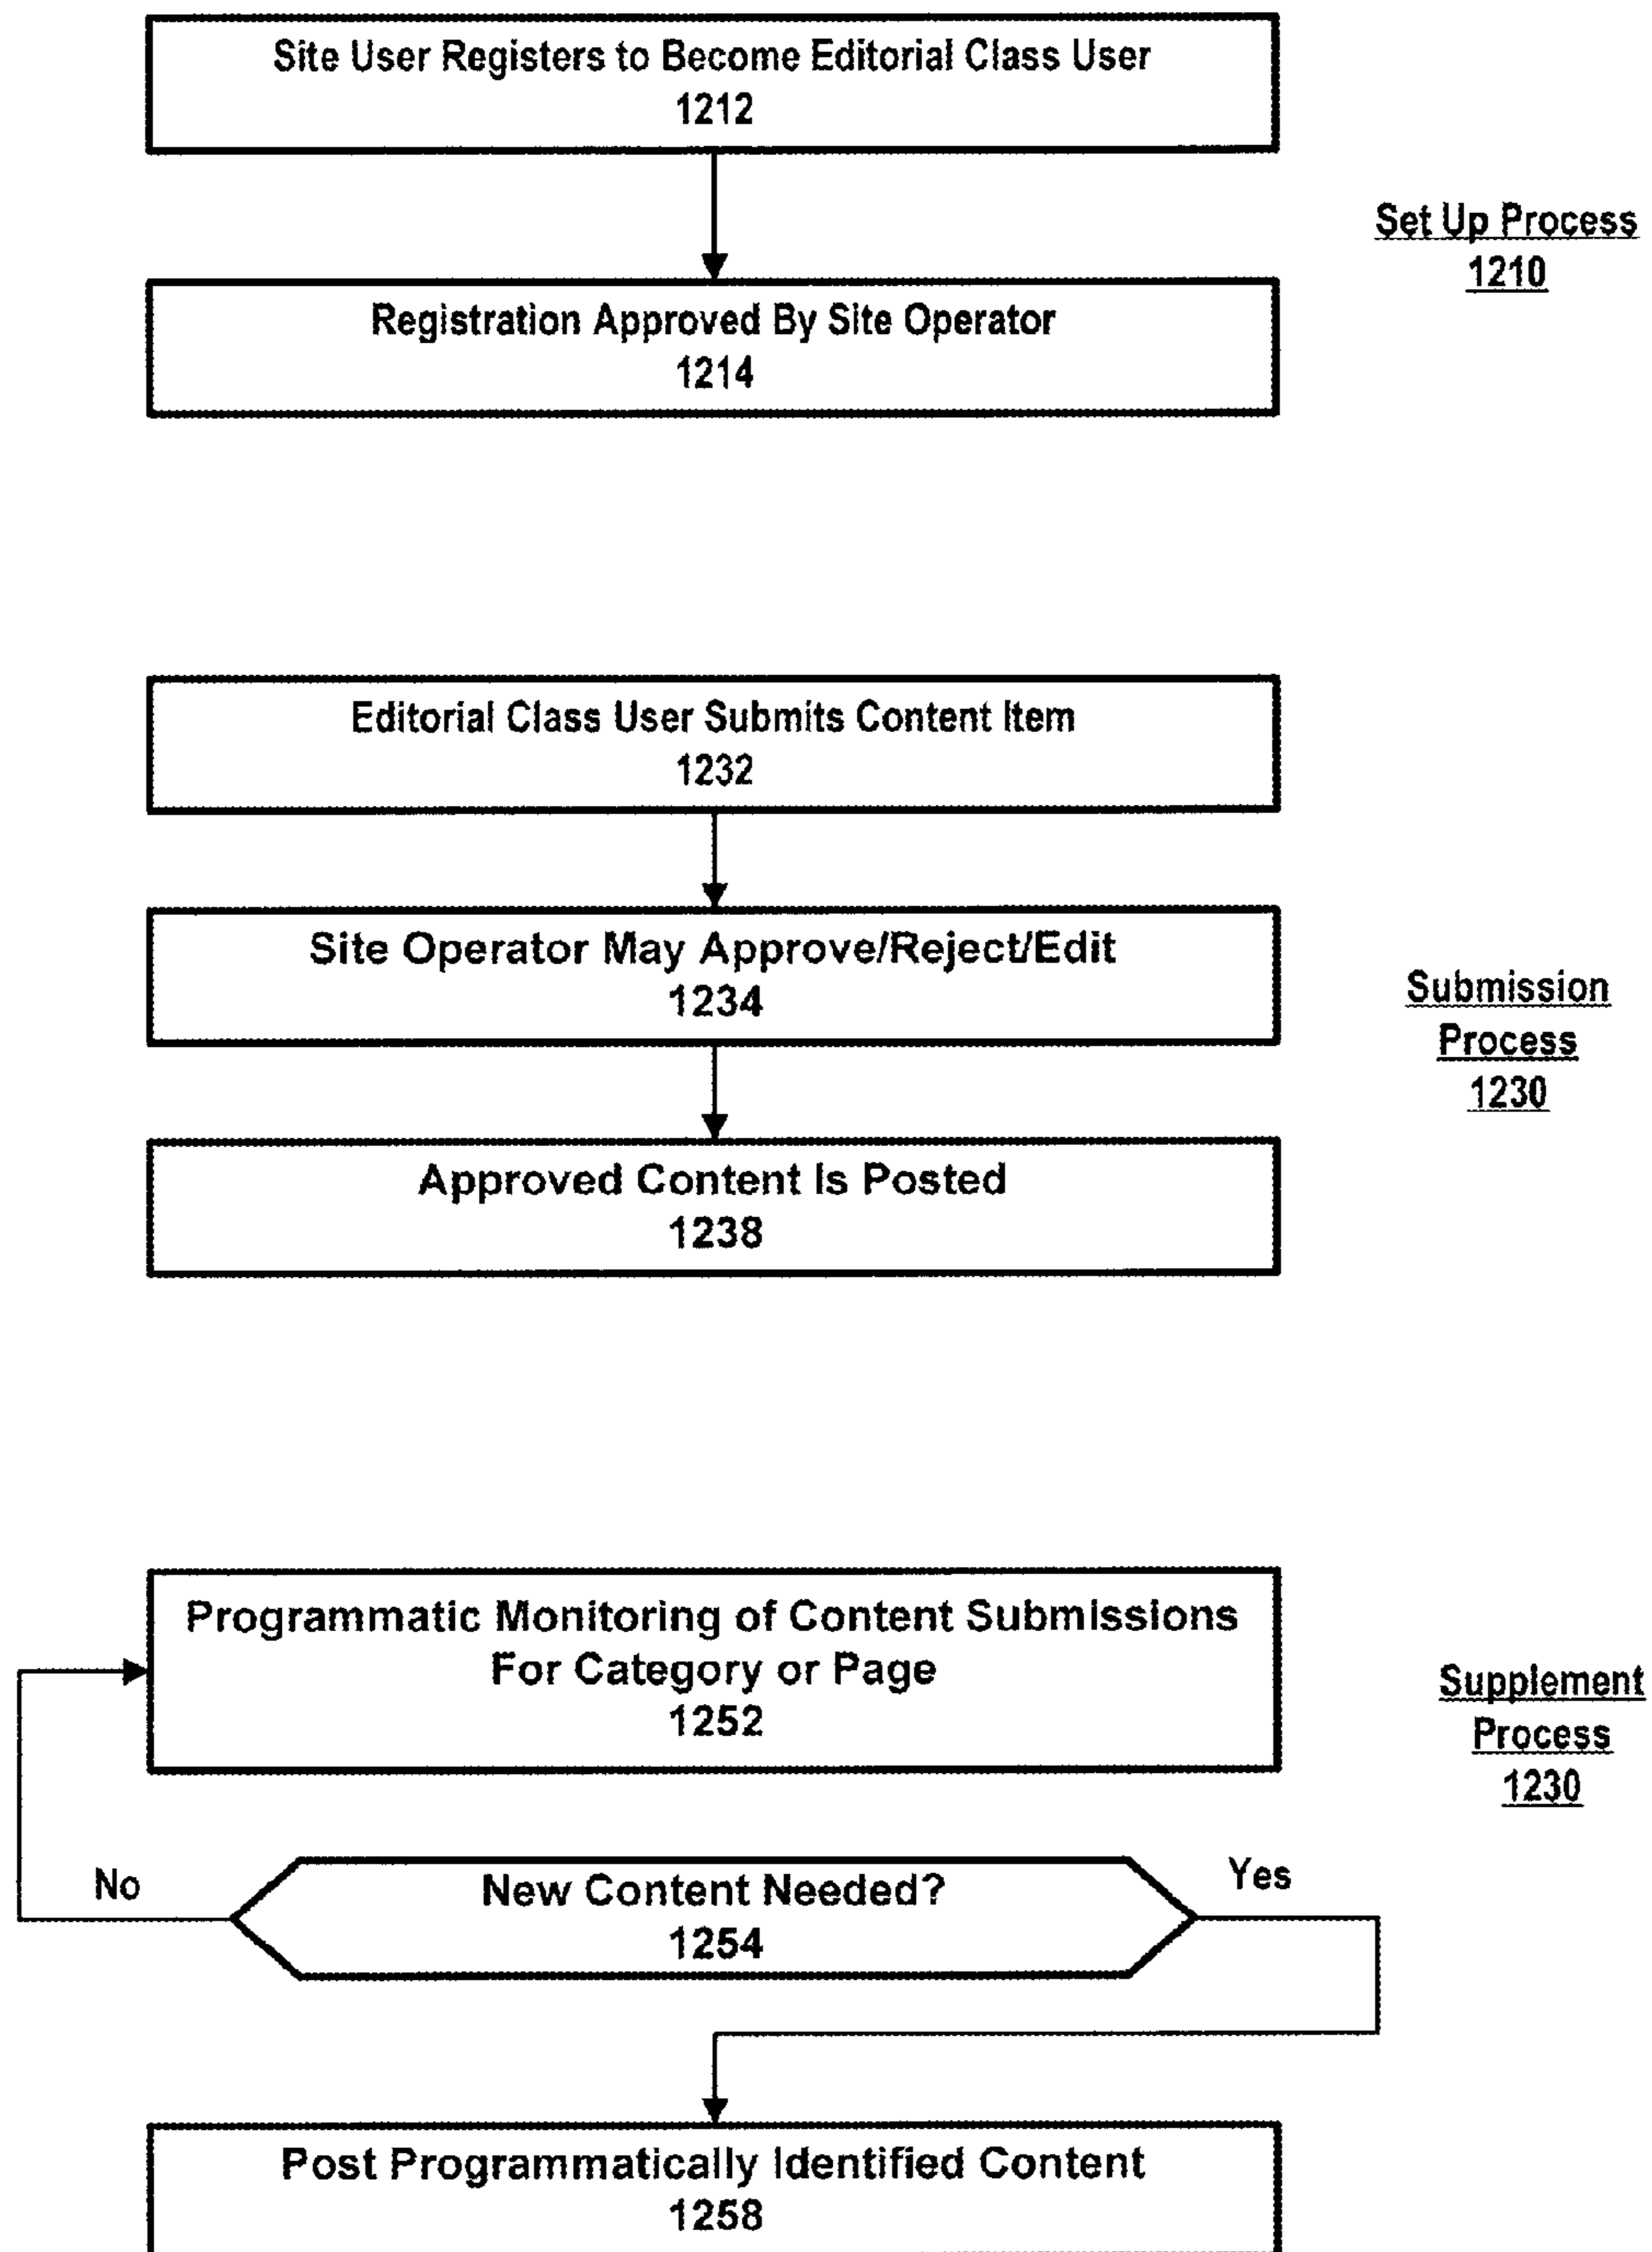 Site User Registers to Become Editorial Class User
1212
Set Up Process
1210
Registration Approved By Site Operator
1214
Editorial Class User Submits Content Item
1232
Site Operator May Approve/Reject/Edit
1234
Submission
Process
1230
Approved Content Is Posted
1238
Programmatic Monitoring of Content Submissions
For Category or Page
1252
Supplement
Process
1230
No
New Content Needed?
1254
Yes
Post Programmatically Identified Content
1258